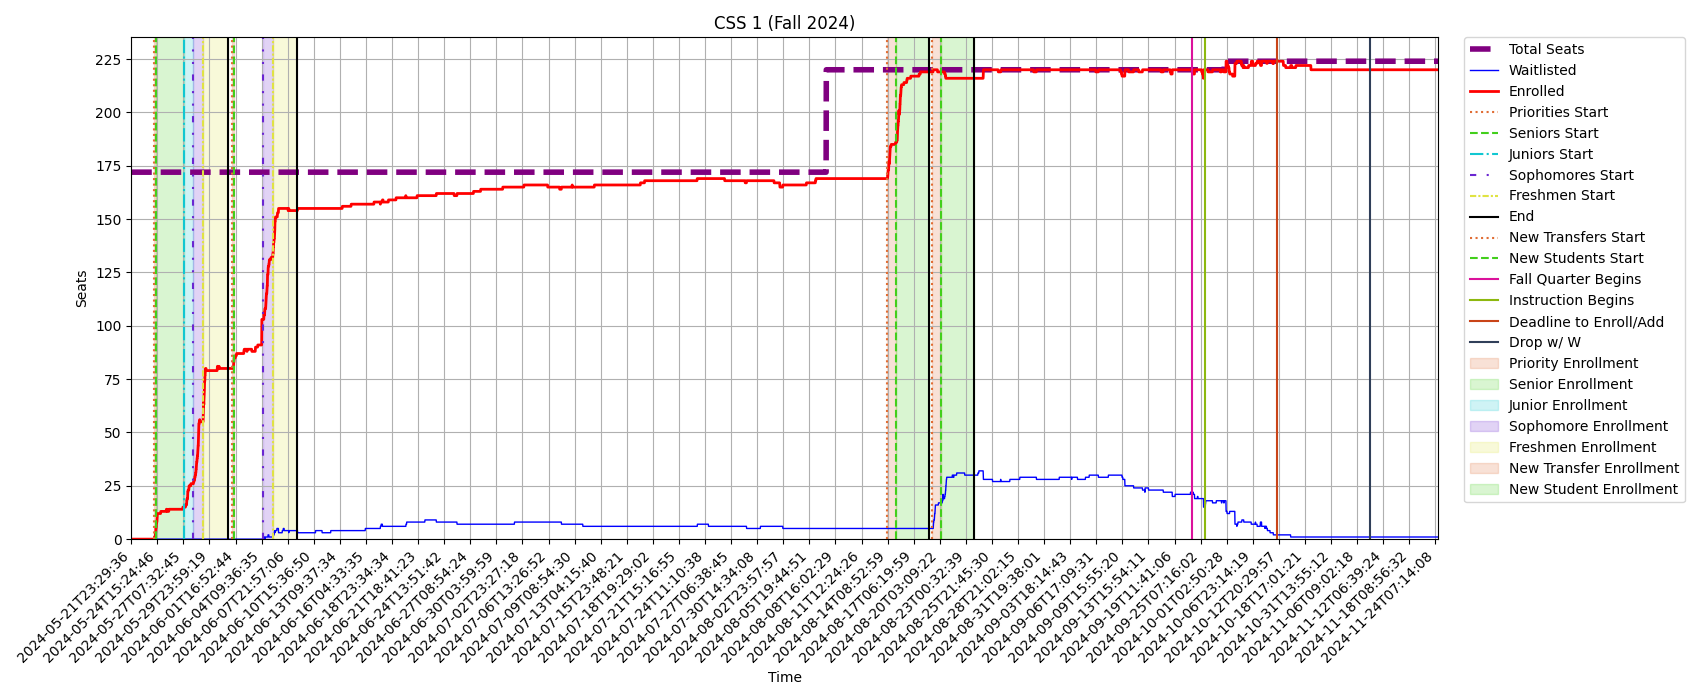 CSS 1 (Fall 2024)
Seats
225
200
175
150
125
100
75
50
25
0
2024-05-21T23:29:36
2024-05-24T15:24:46
2024-05-27T07:32:45
2024-05-29T23:59:19
2024-06-01T16:52:44
2024-06-04T09:36:35
2024-06-07T21:57:06
2024-06-10T15:36:50
2024-06-13T09:37:34
2024-06-16T04:33:35
2024-06-18T23:34:34
2024-06-21T18:41:23
2024-06-24T13:51:42
2024-06-27T08:54:24
2024-06-30T03:59:59
2024-07-02T23:27:18
2024-07-06T13:26:52
2024-07-09T08:54:30
2024-07-13T04:15:40
2024-07-15T23:48:21
2024-07-18T19:29:02
2024-07-21T15:16:55
2024-07-24T11:10:38
2024-07-27T06:38:45
2024-07-30T14:34:08
2024-08-02T23:57:57
2024-08-05T19:44:51
2024-08-08T16:02:29
2024-08-11T12:24:26
2024-08-14T08:52:59
2024-08-17T06:19:59
2024-08-20T03:09:22
2024-08-23T00:32:39
2024-08-25T21:45:30
2024-08-28T21:02:15
2024-08-31T19:38:01
2024-09-03T18:14:43
2024-09-06T17:09:31
2024-09-09T15:55:20
2024-09-13T15:54:11
2024-09-19T11:41:06
2024-09-25T07:16:02
2024-10-01T02:50:28
2024-10-06T23:14:19
2024-10-12T20:29:57
2024-10-18T17:01:21
2024-10-31T13:55:12
2024-11-06T09:02:18
2024-11-12T06:39:24
2024-11-18T08:56:32
2024-11-24T07:14:08
Time
Total Seats
Waitlisted
Enrolled
Priorities Start
Seniors Start
Juniors Start
Sophomores Start
Freshmen Start
End
New Transfers Start
New Students Start
Fall Quarter Begins
Instruction Begins
Deadline to Enroll/Add
Drop w/ W
Priority Enrollment
Senior Enrollment
Junior Enrollment
Sophomore Enrollment
Freshmen Enrollment
New Transfer Enrollment
New Student Enrollment